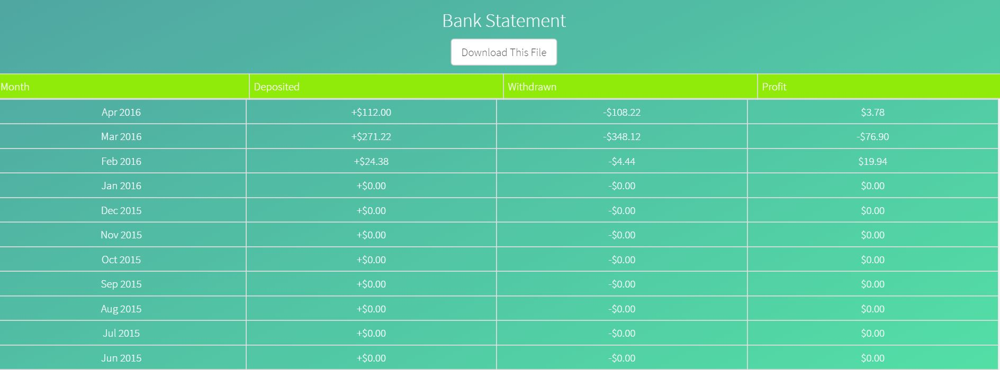 Bank Statement
Download This File
Month Deposited Withdrawn Profit
Apr 2016 +$112.00 -$108.22 $3.78
Mar 2016 +$271.22 -$348.12 -$76.90
Feb 2016 +$24.38 -$4.44 $19.94
Jan 2016 +$0.00 -$0.00 $0.00
Dec 2015 +$0.00 -$0.00 $0.00
Nov 2015 +$0.00 -$0.00 $0.00
Oct 2015 +$0.00 -$0.00 $0.00
Sep 2015 +$0.00 -$0.00 $0.00
Aug 2015 +$0.00 -$0.00 $0.00
Jul 2015 +$0.00 -$0.00 $0.00
Jun 2015 +$0.00 -$0.00 $0.00